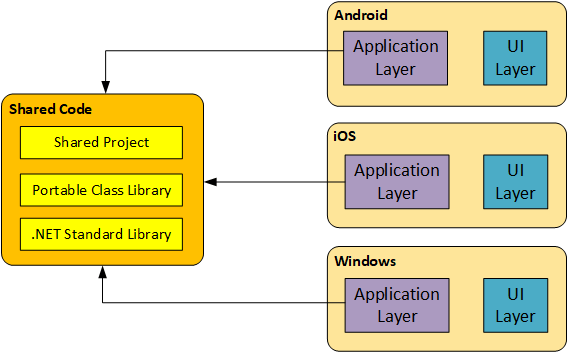 Android
Application
Layer
UI
Layer
Shared Code
Shared Project
Portable Class Library
.NET Standard Library
iOS
Application
Layer
UI
Layer
Windows
Application
Layer
UI
Layer